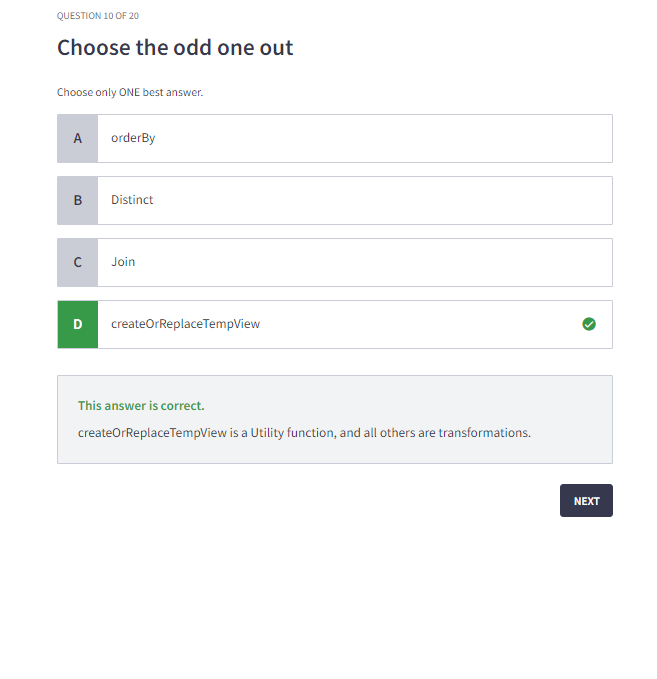 QUESTION 10 OF 20
Choose the odd one out
Choose only ONE best answer.
A orderBy
B Distinct
C Join
D createOrReplaceTempView
This answer is correct.
createOrReplaceTempView is a Utility function, and all others are transformations.
NEXT